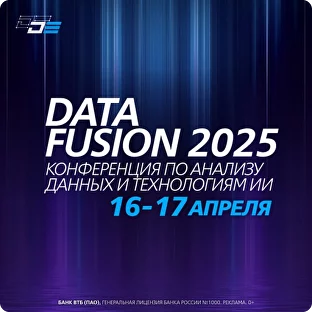 DATA
FUSION 2025
КОНФЕРЕНЦИЯ ПО АНАЛИЗУ
ДАННЫХ И ТЕХНОЛОГИЯМ ИИ
16-17 АПРЕЛЯ
БАНК ВТБ (ПАО), ГЕНЕРАЛЬНАЯ ЛИЦЕНЗИЯ БАНКА РОССИИ №1000. РЕКЛАМА. 0+